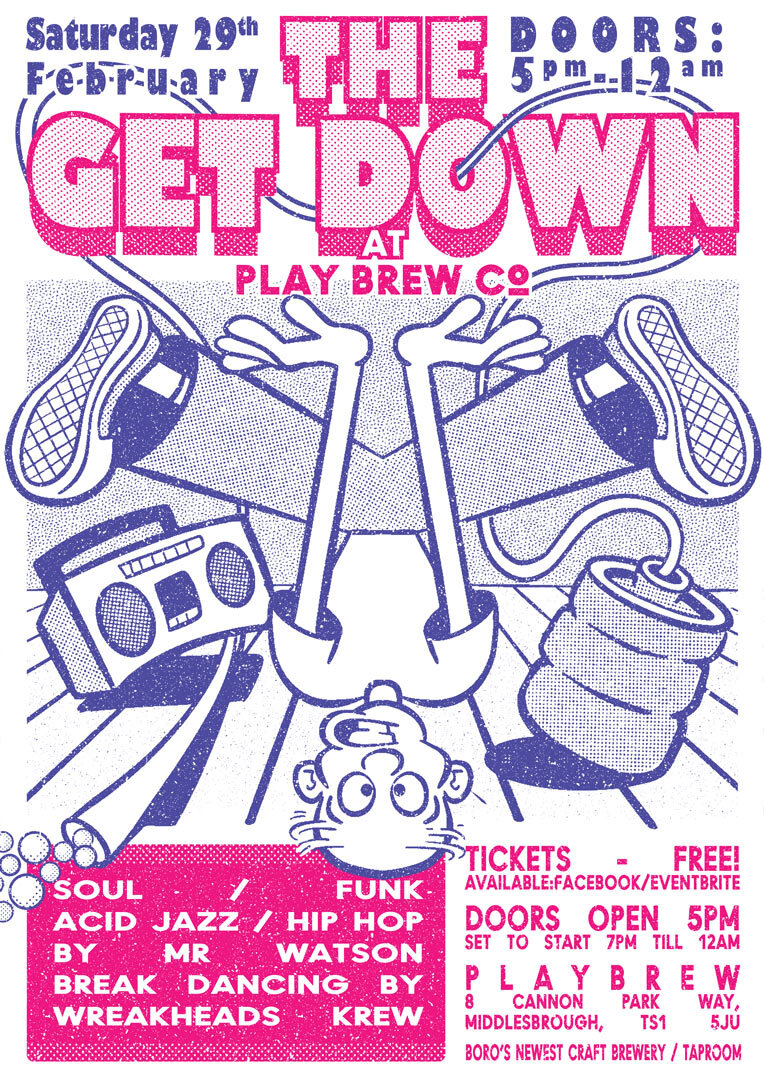 Saturday 29th
February
THE
DOORS:
5pm-12am
GET DOWN
AT
PLAY BREW Co
SOUL / FUNK
ACID JAZZ / HIP HOP
BY MR WATSON
BREAK DANCING BY
WREAKHEADS KREW
TICKETS - FREE!
AVAILABLE:FACEBOOK/EVENTBRITE
DOORS OPEN 5PM
SET TO START 7PM TILL 12AM
PLAYBREW
8 CANNON PARK WAY,
MIDDLESBROUGH, TS1 5JU
BORO'S NEWEST CRAFT BREWERY / TAPROOM